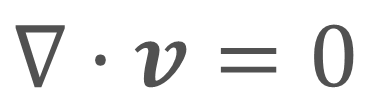 ∇ · 𝒗 = 0